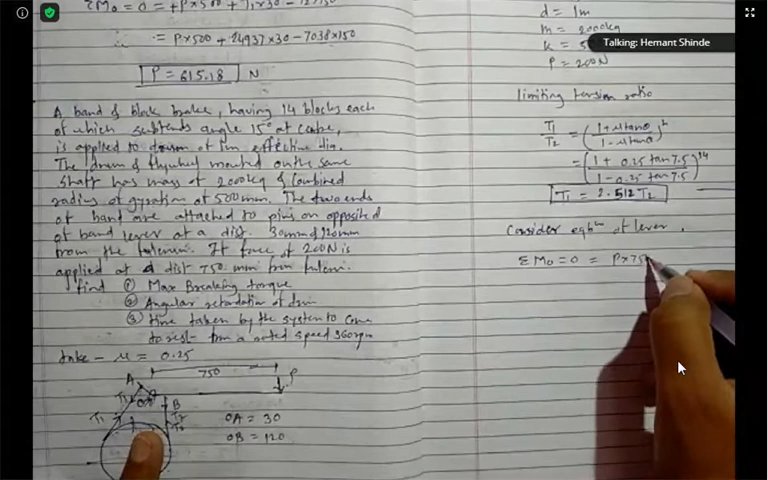 ΣM₀ = 0 = +P×500 + T₁×30 -
∴ = P×500 + 24937×30 - 7038×150
P = 615.18 N
A band & block brake, having 14 blocks each
of which subtends angle 15° at centre,
is applied to drum of 1m effective dia.
The drum & flywheel mounted on the same
shaft has mass of 2000kg & combined
radius of gyration of 500mm. The two ends
of band are attached to pins on opposite
of band lever at a dist. 30mm & 120mm
from the fulcrum. If force of 200N is
applied at a dist 750 mm from fulcrum.
find ① Max Breaking torque
② Angular retardation of drum
③ time taken by the system to come
to rest from a rated speed 360rpm
take - μ = 0.25
750
P
A
O
B
T₁
T₁
T₂
T₂
OA = 30
OB = 120
d = 1m
m = 2000kg
k = 5
P = 200N
Talking: Hemant Shinde
limiting tension ratio
T₁/T₂ = ((1+μtanθ)/(1-μtanθ))ⁿ
= ((1 + 0.25 tan 7.5)/(1 - 0.25 tan 7.5))¹⁴
T₁ = 2.512 T₂
Consider eqbᵐ of lever,
ΣM₀ = 0 = P×750